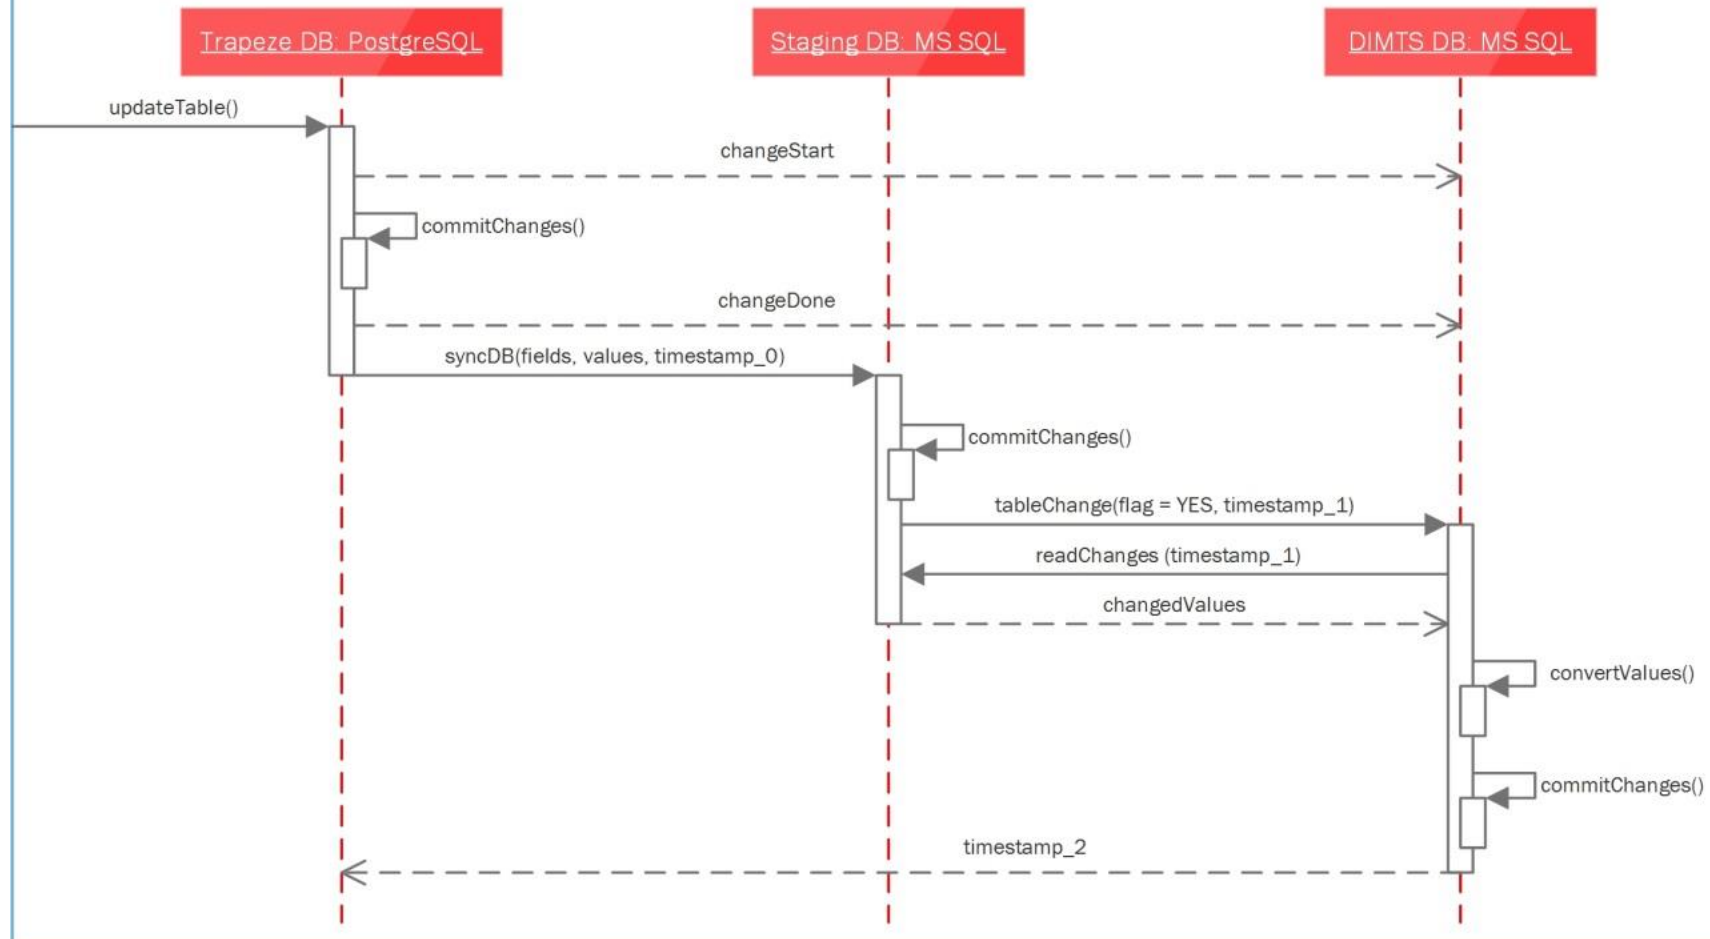 Trapeze DB: PostgreSQL
Staging DB: MS SQL
DIMTS DB: MS SQL
updateTable()
changeStart
commitChanges()
changeDone
syncDB(fields, values, timestamp_0)
commitChanges()
tableChange(flag = YES, timestamp_1)
readChanges (timestamp_1)
changedValues
convertValues()
commitChanges()
timestamp_2